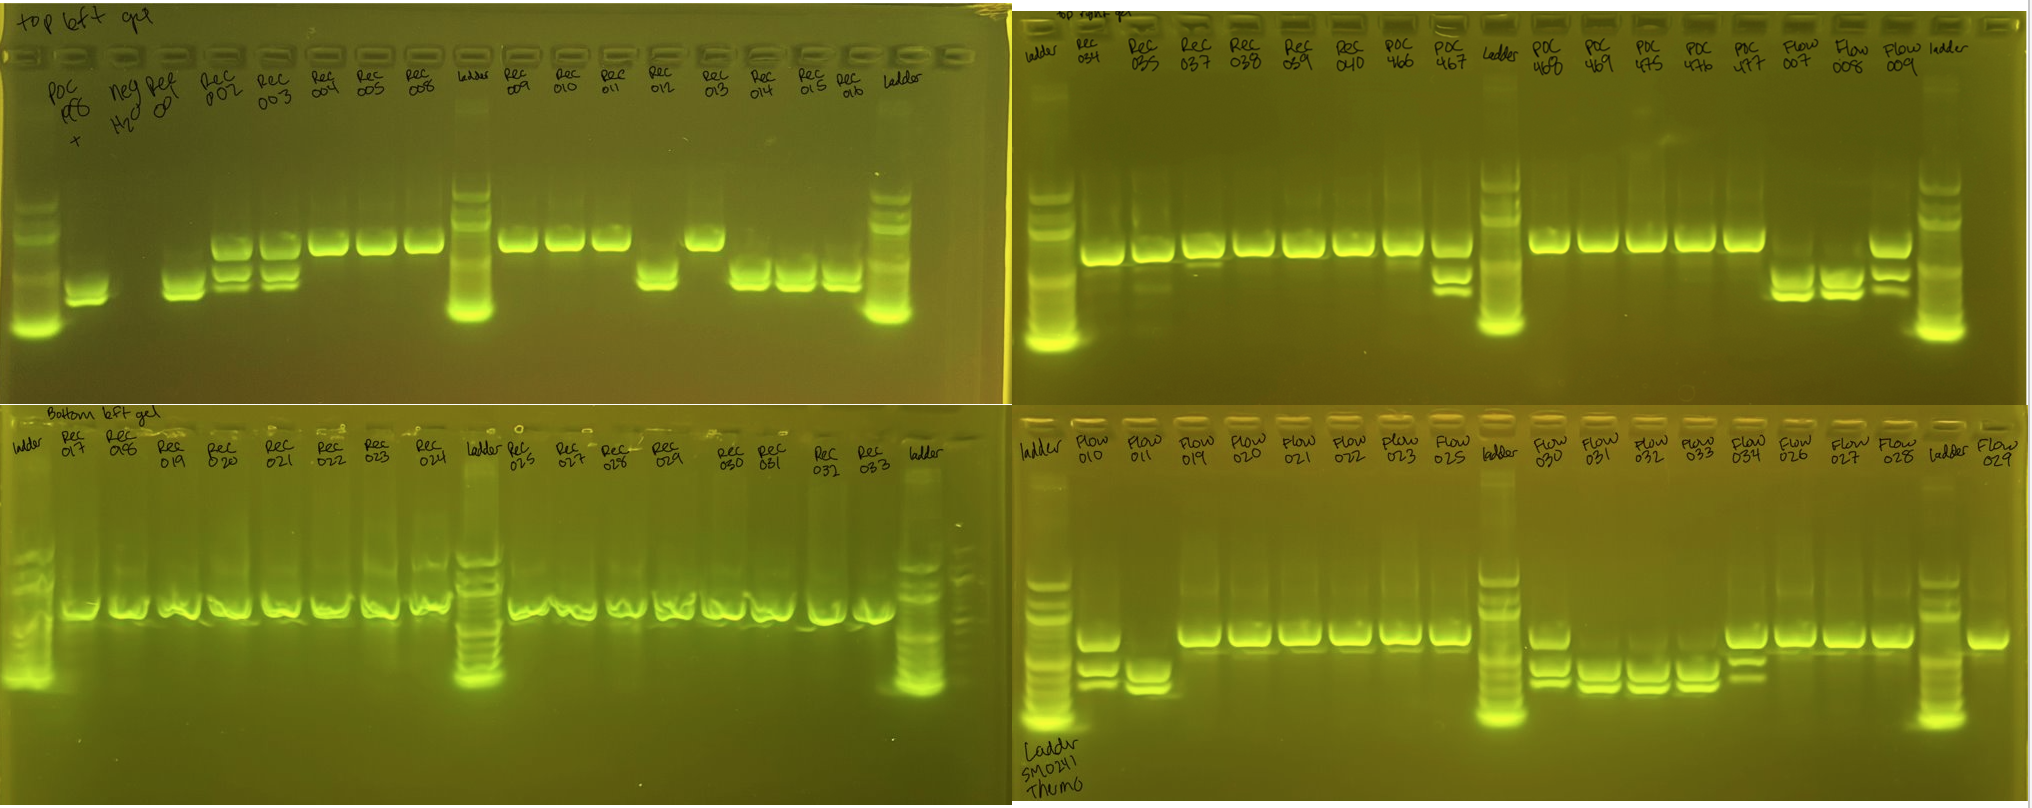 top left gel
POC 198 +
neg H2O
Rec 001
Rec 002
Rec 003
Rec 004
Rec 005
Rec 008
ladder
Rec 009
Rec 010
Rec 011
Rec 012
Rec 013
Rec 014
Rec 015
Rec 016
ladder
top right gel
ladder
Rec 034
Rec 035
Rec 037
Rec 038
Rec 039
Rec 040
POC 466
POC 467
ladder
POC 468
POC 469
POC 475
POC 476
POC 477
Flow 007
Flow 008
Flow 009
ladder
Bottom left gel
ladder
Rec 017
Rec 018
Rec 019
Rec 020
Rec 021
Rec 022
Rec 023
Rec 024
ladder
Rec 025
Rec 027
Rec 028
Rec 029
Rec 030
Rec 031
Rec 032
Rec 033
ladder
ladder
Flow 010
Flow 011
Flow 019
Flow 020
Flow 021
Flow 022
Flow 023
Flow 025
ladder
Flow 030
Flow 031
Flow 032
Flow 033
Flow 034
Flow 026
Flow 027
Flow 028
ladder
Flow 029
Ladder
SM0241
Thermo